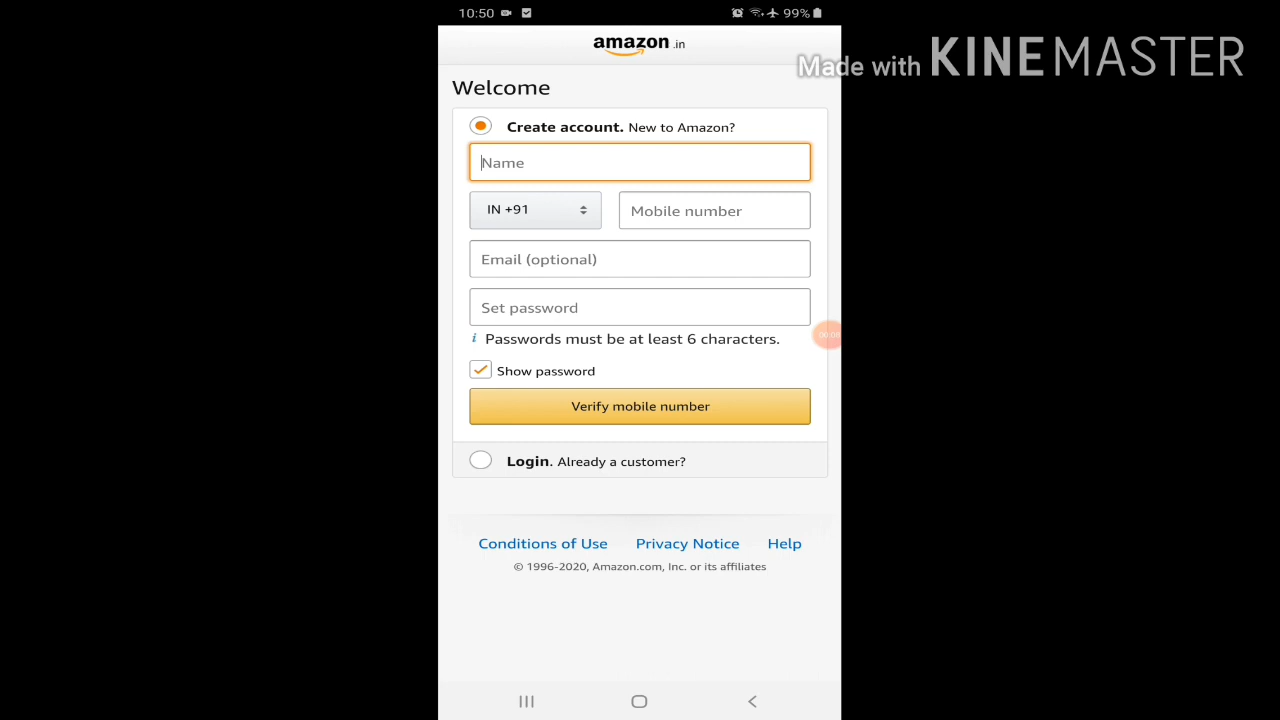 10:50
99%
amazon.in
Made with KINEMASTER
Welcome
Create account. New to Amazon?
Name
IN +91
Mobile number
Email (optional)
Set password
i Passwords must be at least 6 characters.
Show password
Verify mobile number
Login. Already a customer?
Conditions of Use Privacy Notice Help
© 1996-2020, Amazon.com, Inc. or its affiliates